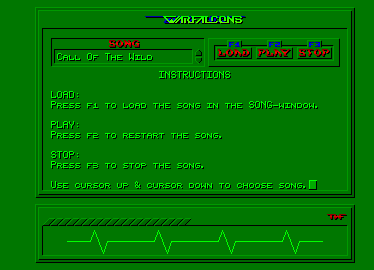 WARFALCONS
SONG
CALL OF THE WILD
F1 F2 F3
LOAD PLAY STOP
INSTRUCTIONS
LOAD:
PRESS F1 TO LOAD THE SONG IN THE SONG-WINDOW.
PLAY:
PRESS F2 TO RESTART THE SONG.
STOP:
PRESS F3 TO STOP THE SONG.
USE CURSOR UP & CURSOR DOWN TO CHOOSE SONG.